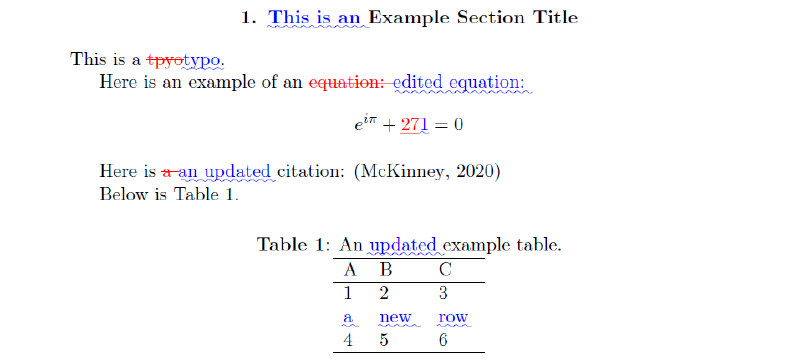 1. This is an Example Section Title
This is a tpyotypo.
Here is an example of an equation: edited equation:
e^{iπ} + 271 = 0
Here is a an updated citation: (McKinney, 2020)
Below is Table 1.
Table 1: An updated example table.
A B C
1 2 3
a new row
4 5 6